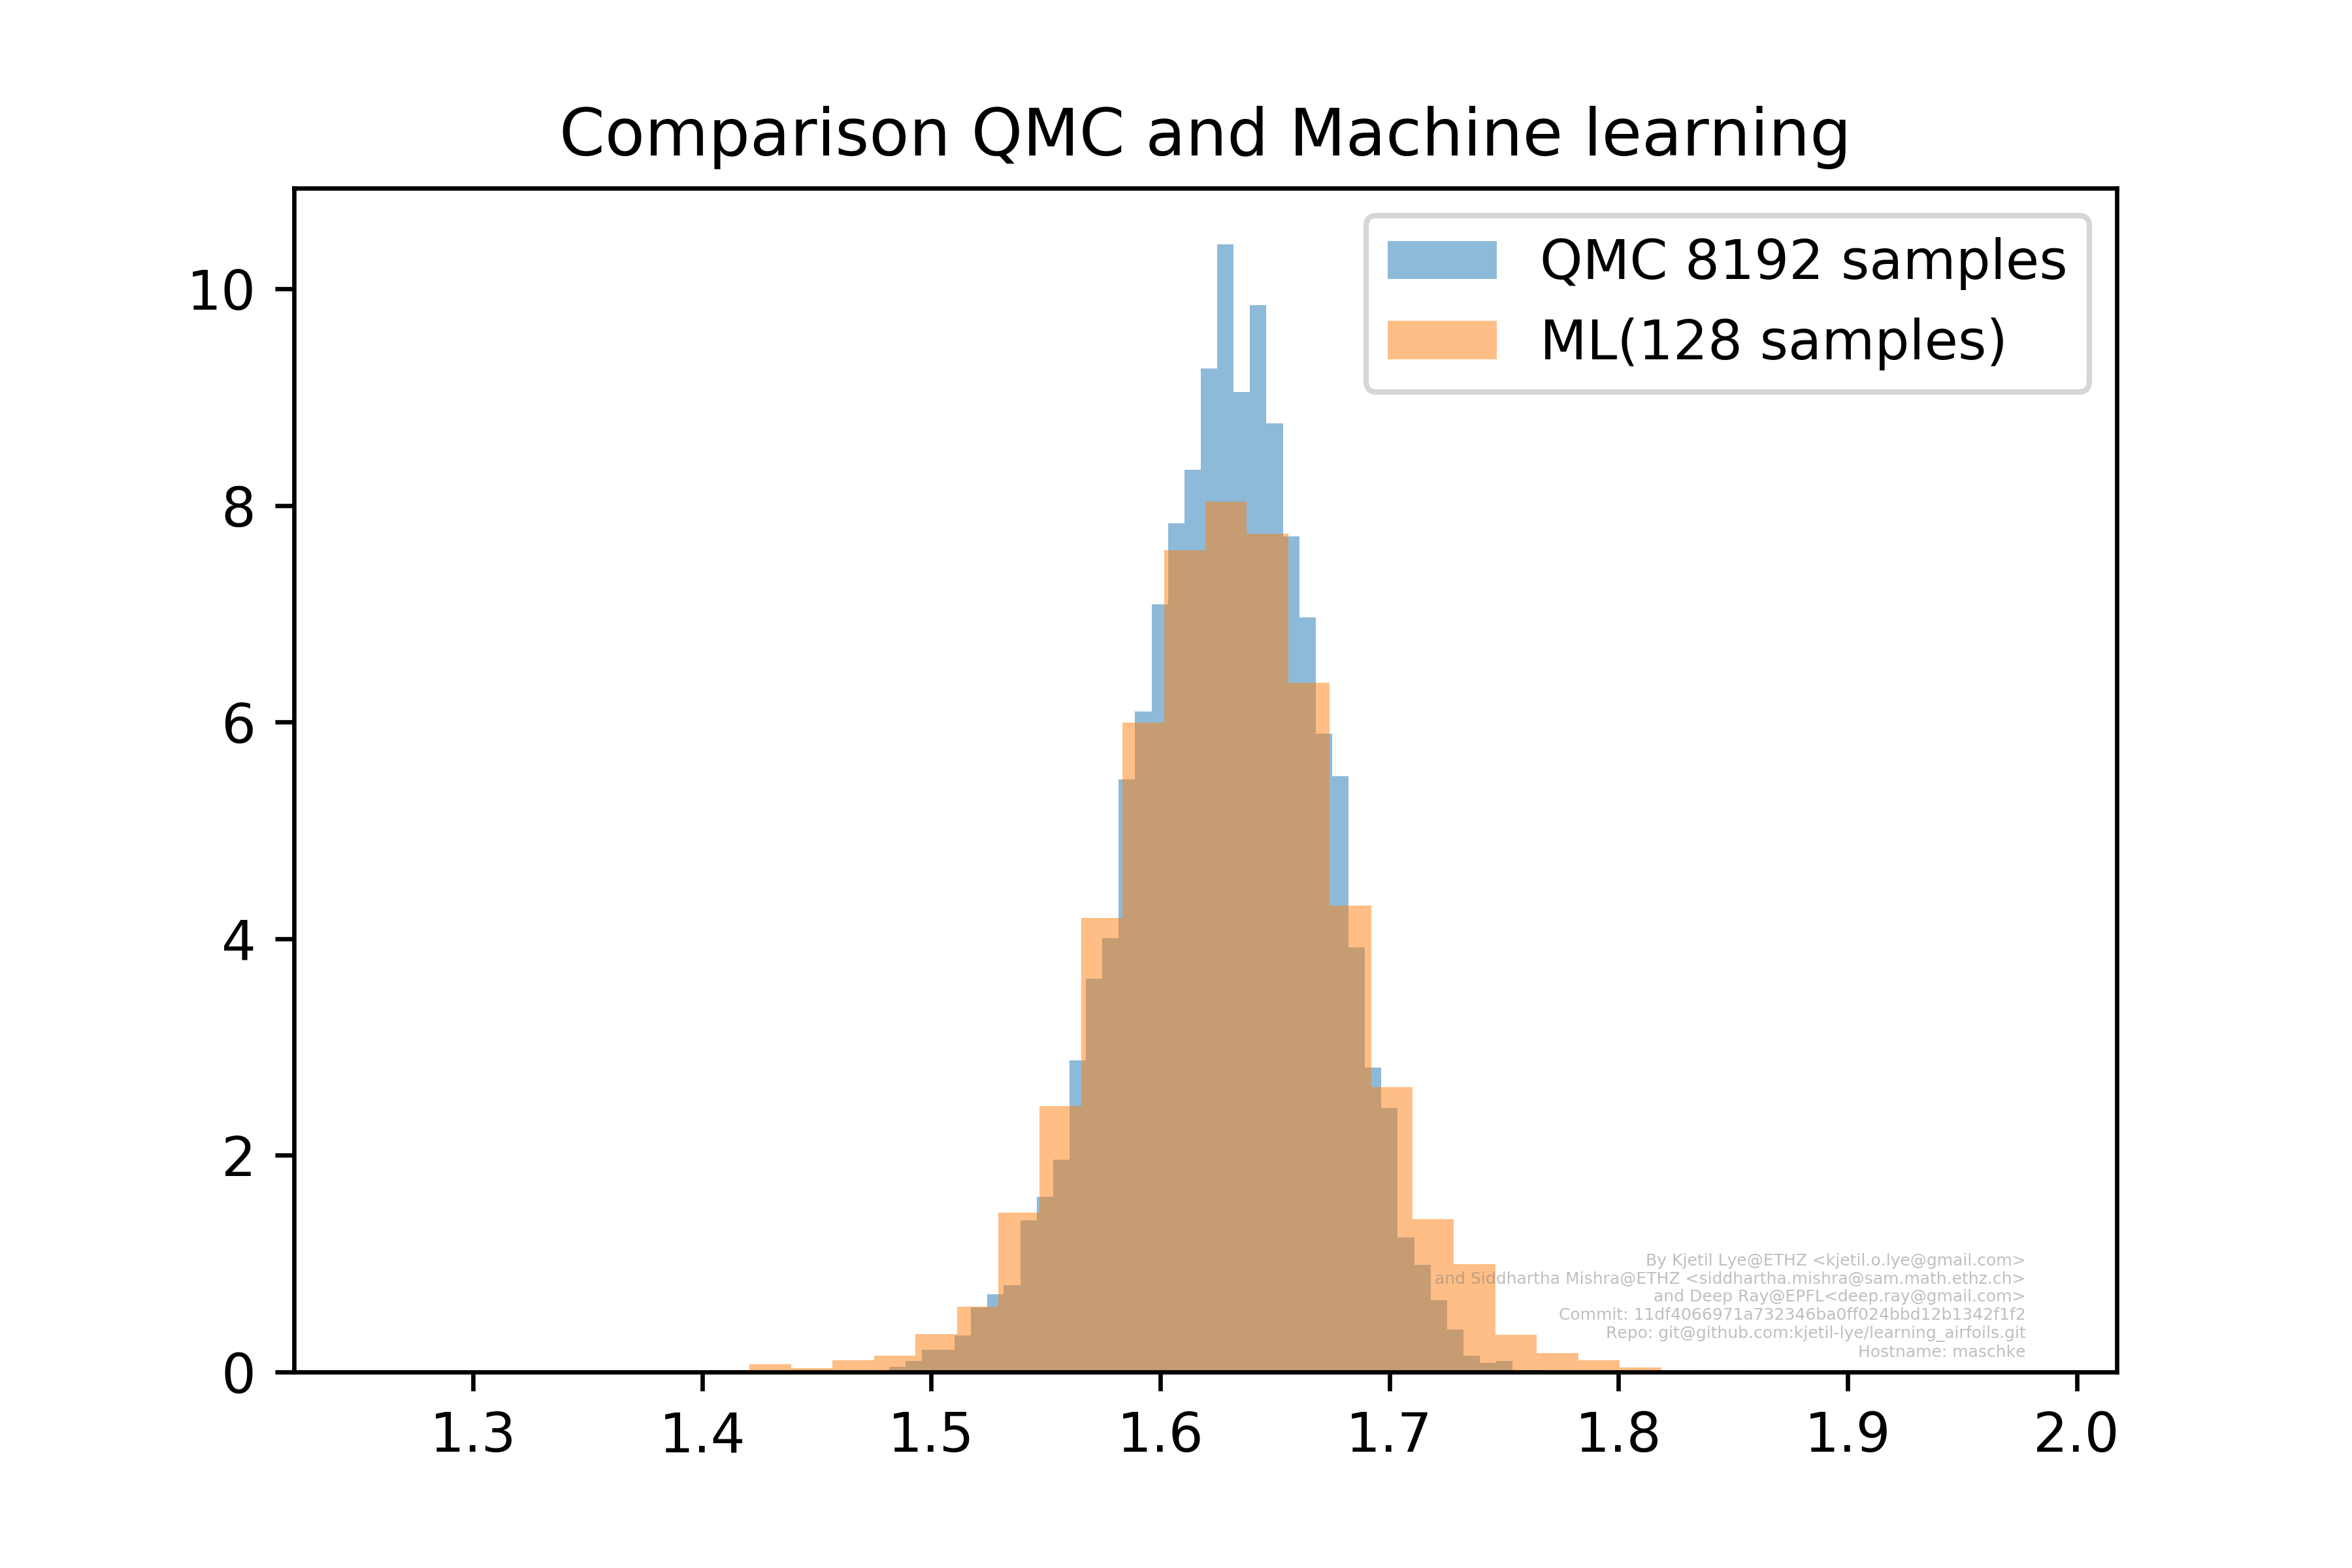 Comparison QMC and Machine learning
QMC 8192 samples
ML(128 samples)
10
8
6
4
2
0
By Kjetil Lye@ETHZ <kjetil.o.lye@gmail.com>
and Siddhartha Mishra@ETHZ <siddhartha.mishra@sam.math.ethz.ch>
and Deep Ray@EPFL<deep.ray@gmail.com>
Commit: 11df4066971a732346ba0ff024bbd12b1342f1f2
Repo: git@github.com:kjetil-lye/learning_airfoils.git
Hostname: maschke
1.3 1.4 1.5 1.6 1.7 1.8 1.9 2.0